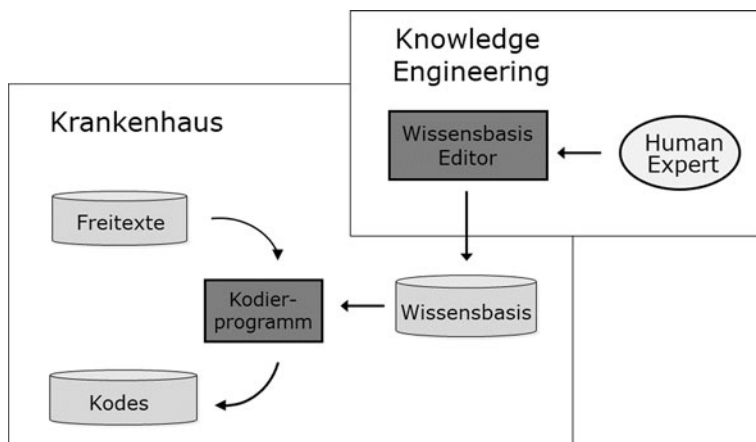 Knowledge
Engineering
Krankenhaus
Wissensbasis
Editor
Human
Expert
Freitexte
Kodier-
programm
Wissensbasis
Kodes